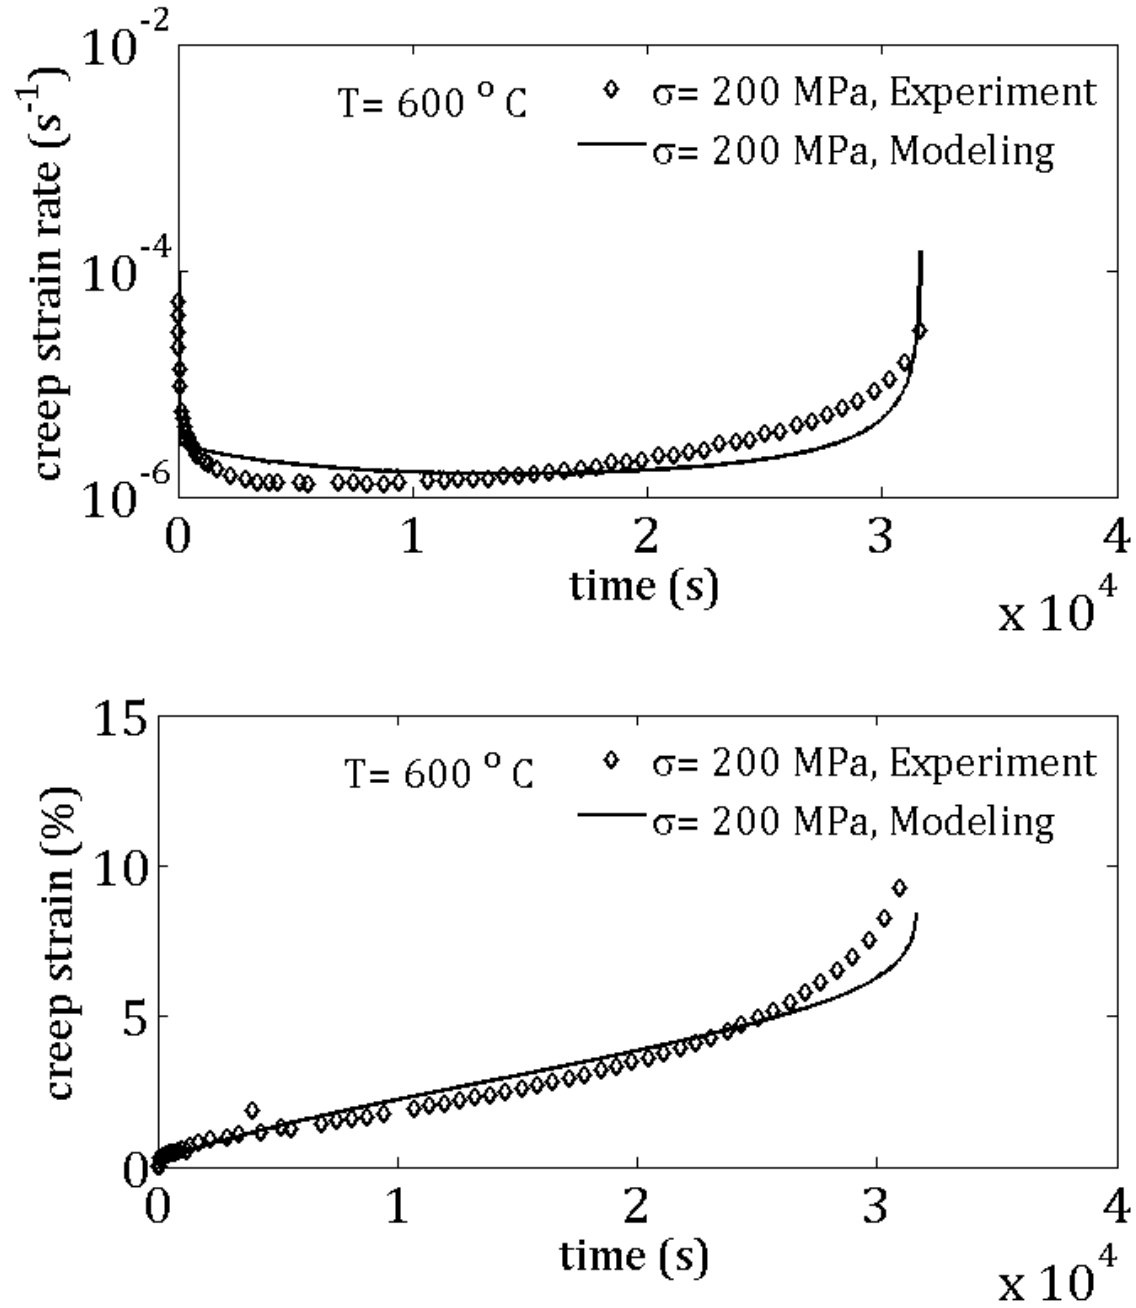 10^-2
T= 600 °C
σ= 200 MPa, Experiment
σ= 200 MPa, Modeling
creep strain rate (s^-1)
10^-4
10^-6
0 1 2 3 4
time (s)
x 10^4
15
T= 600 °C
σ= 200 MPa, Experiment
σ= 200 MPa, Modeling
creep strain (%)
10
5
0
0 1 2 3 4
time (s)
x 10^4